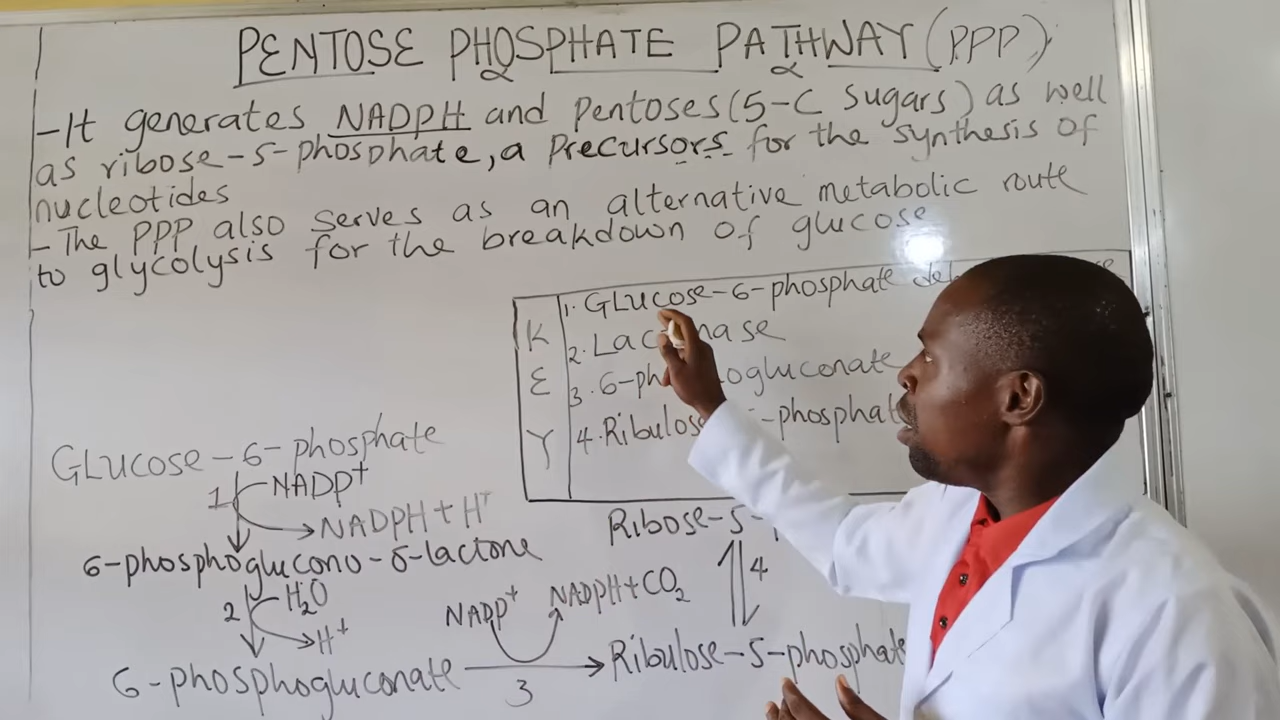 PENTOSE PHOSPHATE PATHWAY (PPP)
-It generates NADPH and pentoses (5-C sugars) as well
as ribose-5-phosphate, a precursors for the synthesis of
nucleotides
- The PPP also serves as an alternative metabolic route
to glycolysis for the breakdown of glucose
KEY
1. GLucose-6-phosphate
2. Lac nase
3. 6-ph ogluconate
4. Ribulos -phosphat
GLucose-6-phosphate
1 NADP+
NADPH + H+
6-phosphoglucono-δ-lactone
2 H2O
H+
6-phosphogluconate
NADP+ NADPH+CO2
3
Ribulose-5-phosphate
4
Ribose-5-